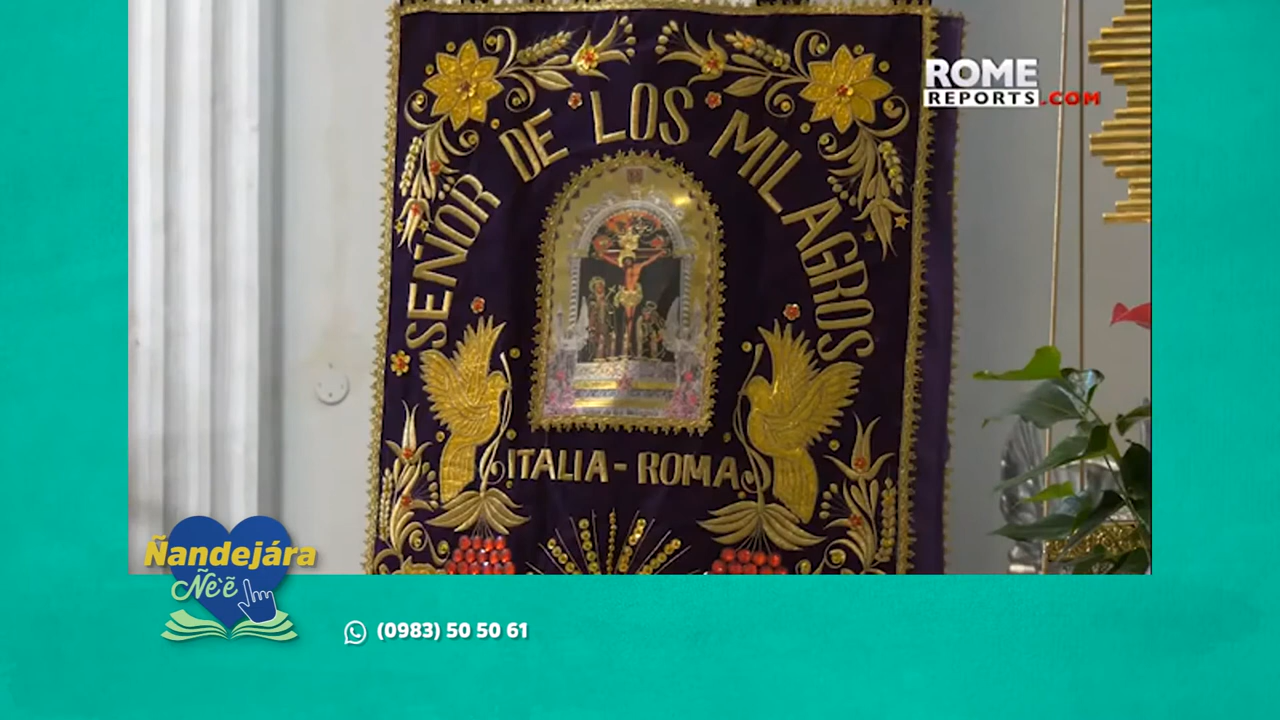 ROME
REPORTS.COM
SEÑOR DE LOS MILAGROS
ITALIA - ROMA
Ñandejára
Ñe'ẽ
(0983) 50 50 61